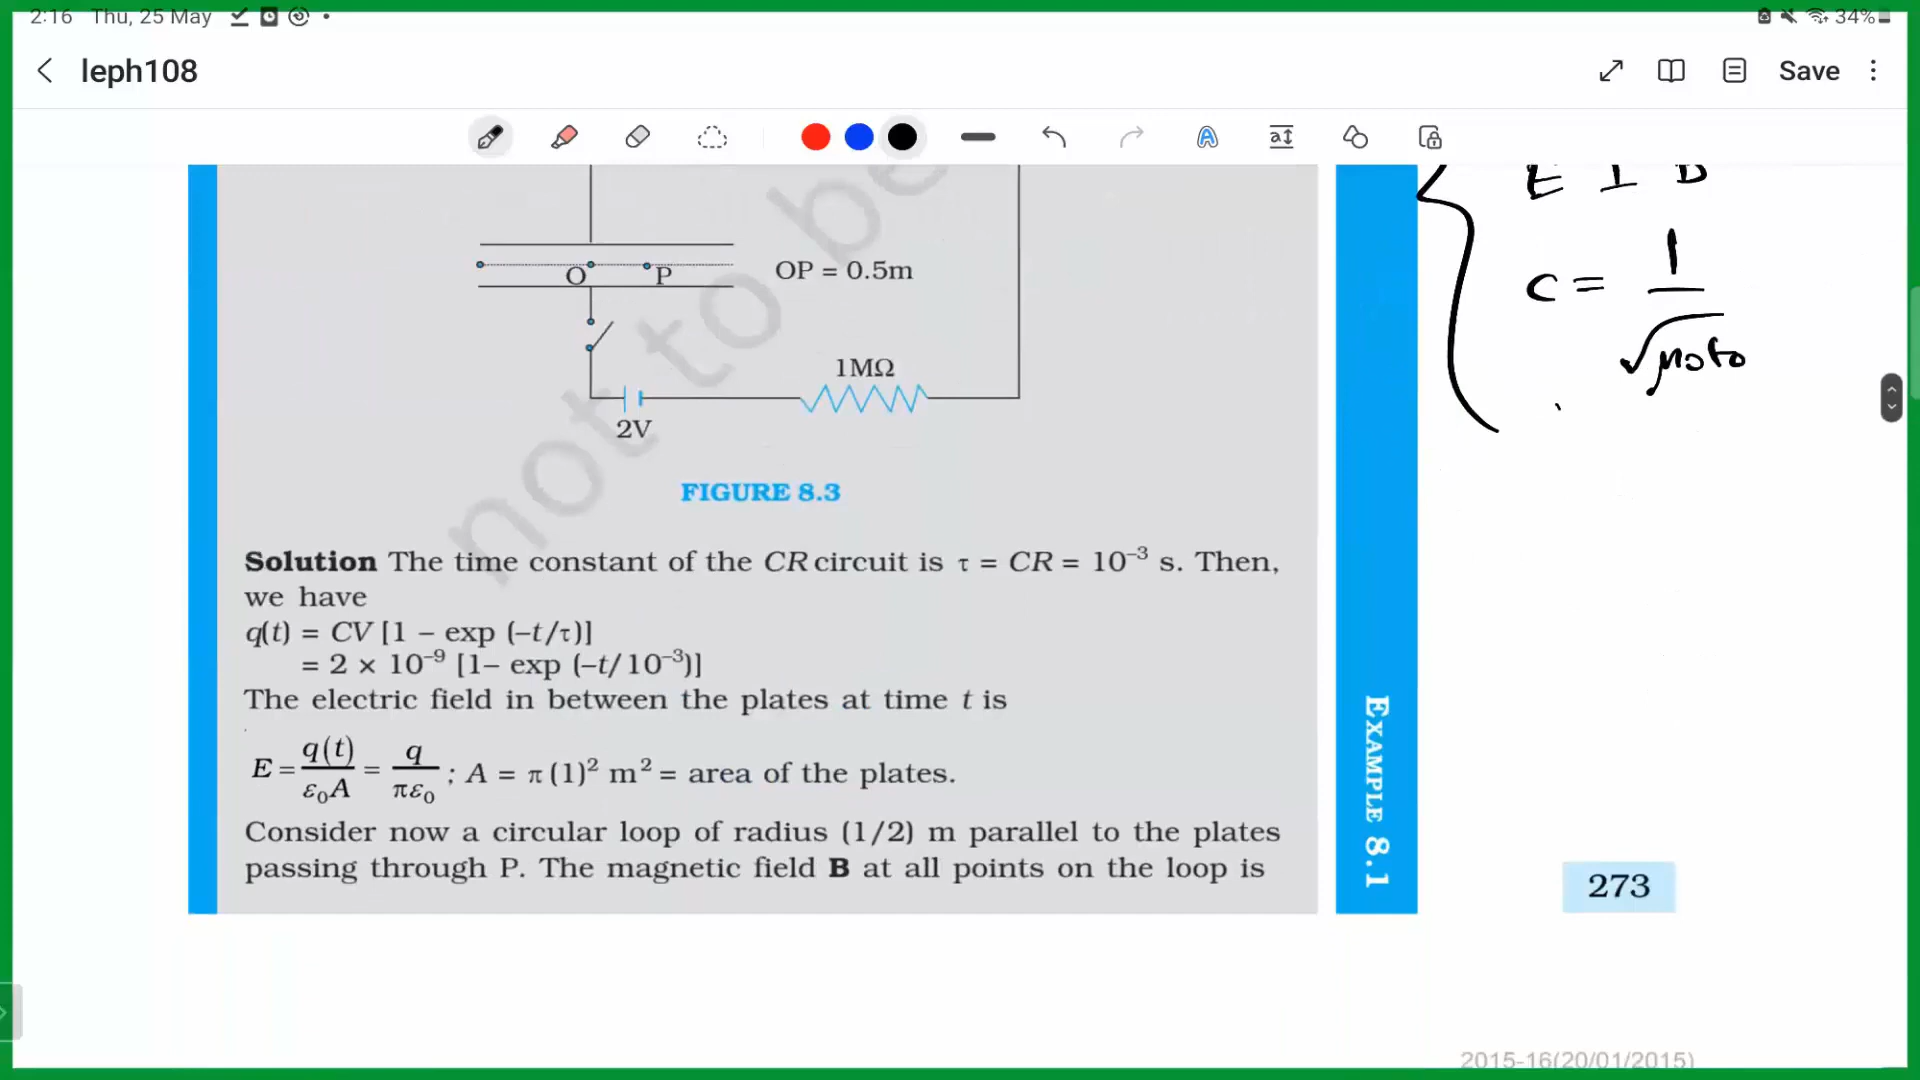 2:16 Thu, 25 May
34%
leph108
Save
not to be
O P OP = 0.5m
1MΩ
2V
FIGURE 8.3
Solution The time constant of the CR circuit is τ = CR = 10⁻³ s. Then,
we have
q(t) = CV [1 – exp (–t/τ)]
= 2 × 10⁻⁹ [1– exp (–t/10⁻³)]
The electric field in between the plates at time t is
E = q(t)/ε₀A = q/πε₀ ; A = π (1)² m² = area of the plates.
Consider now a circular loop of radius (1/2) m parallel to the plates
passing through P. The magnetic field B at all points on the loop is
EXAMPLE 8.1
273
E ⊥ B
c = 1/√μ₀ε₀
2015-16(20/01/2015)